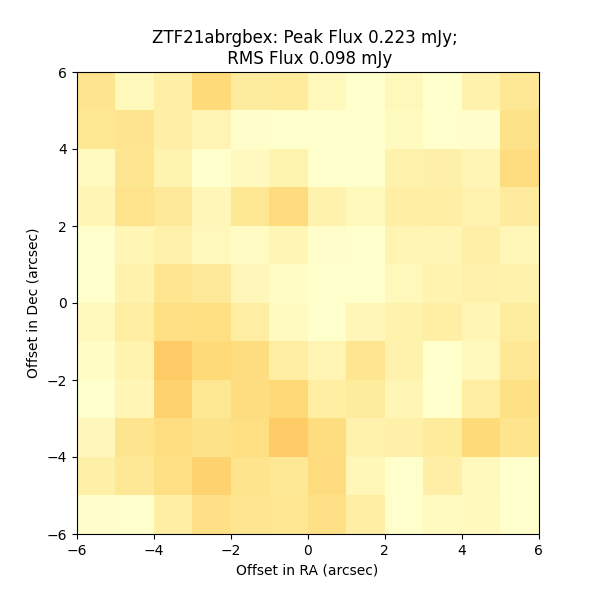 ZTF21abrgbex: Peak Flux 0.223 mJy;
RMS Flux 0.098 mJy
6
4
2
0
−2
−4
−6
Offset in Dec (arcsec)
−6 −4 −2 0 2 4 6
Offset in RA (arcsec)